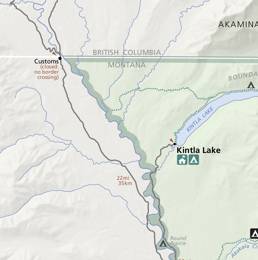 AKAMINA
BRITISH COLUMBIA
MONTANA
Customs
(closed
no border
crossing)
BOUNDA
KINTLA LAKE
Kintla Lake
22mi
35km
Round
Prairie